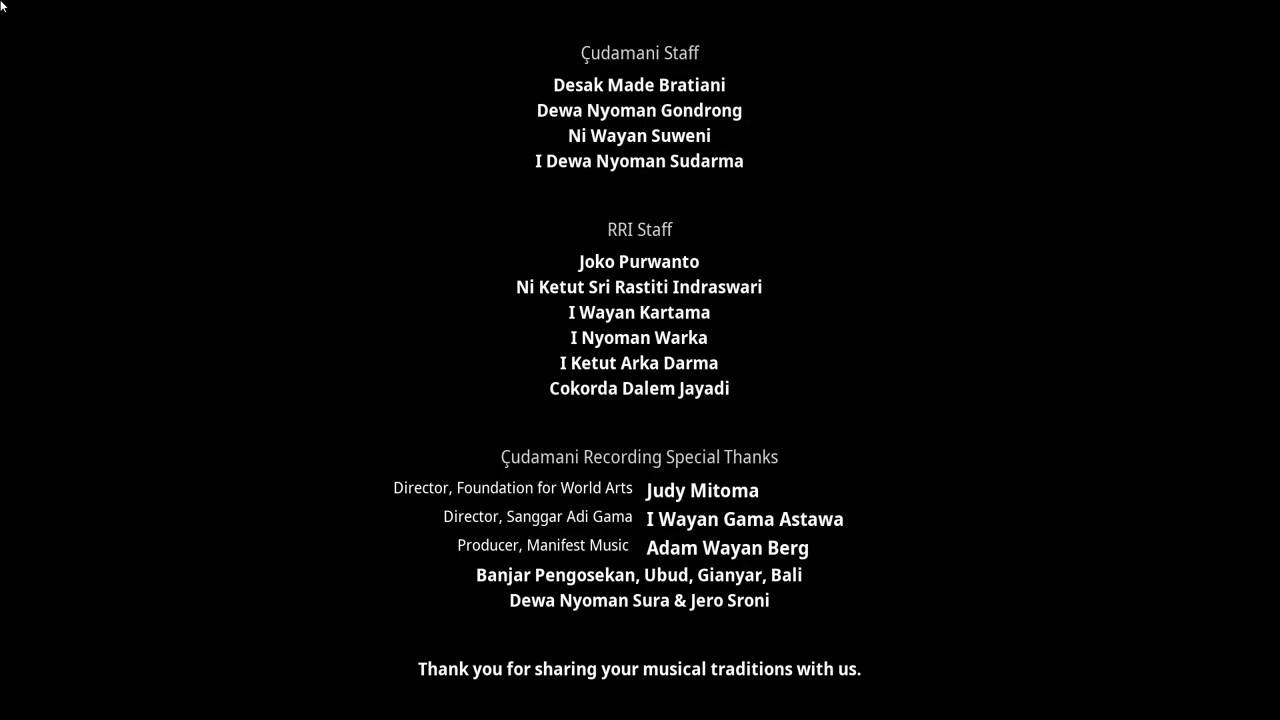 Çudamani Staff
Desak Made Bratiani
Dewa Nyoman Gondrong
Ni Wayan Suweni
I Dewa Nyoman Sudarma
RRI Staff
Joko Purwanto
Ni Ketut Sri Rastiti Indraswari
I Wayan Kartama
I Nyoman Warka
I Ketut Arka Darma
Cokorda Dalem Jayadi
Çudamani Recording Special Thanks
Director, Foundation for World Arts Judy Mitoma
Director, Sanggar Adi Gama I Wayan Gama Astawa
Producer, Manifest Music Adam Wayan Berg
Banjar Pengosekan, Ubud, Gianyar, Bali
Dewa Nyoman Sura & Jero Sroni
Thank you for sharing your musical traditions with us.